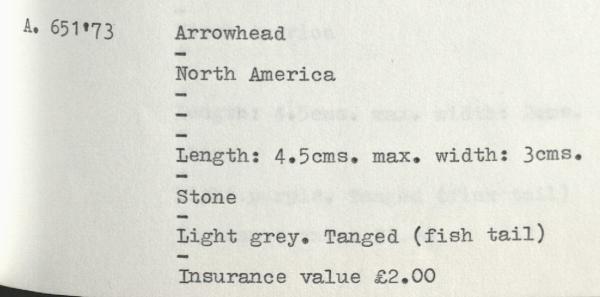 A. 651'73 Arrowhead
-
North America
-
-
-
Length: 4.5cms. max. width: 3cms.
-
Stone
-
Light grey. Tanged (fish tail)
-
Insurance value £2.00